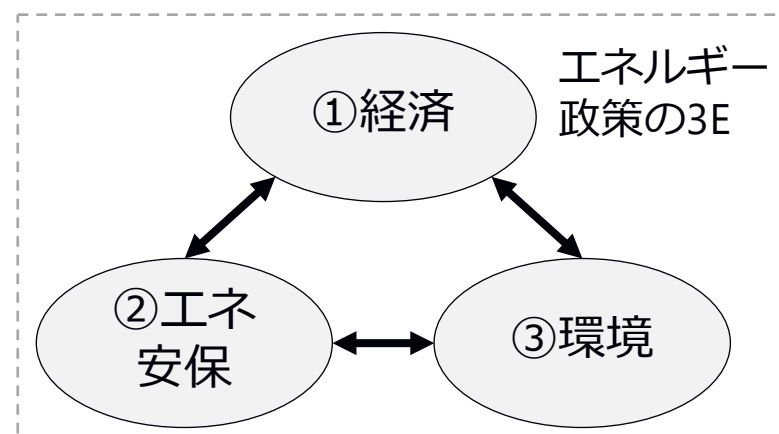 エネルギー
政策の3E
①経済
②エネ
安保
③環境